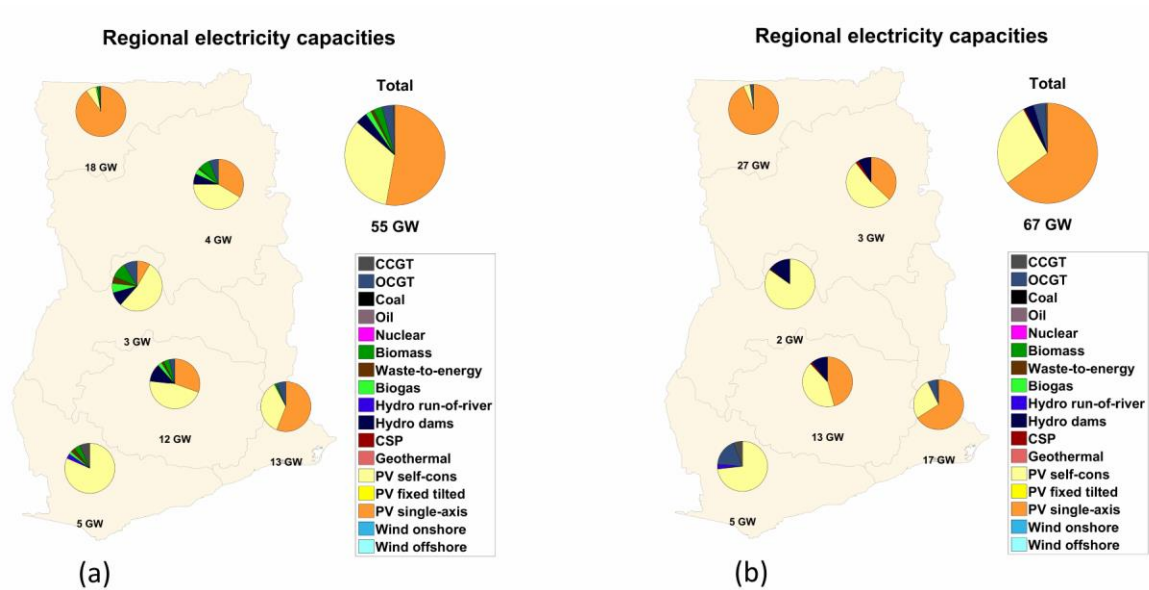 Regional electricity capacities
Total
18 GW
4 GW
55 GW
3 GW
12 GW
13 GW
5 GW
CCGT
OCGT
Coal
Oil
Nuclear
Biomass
Waste-to-energy
Biogas
Hydro run-of-river
Hydro dams
CSP
Geothermal
PV self-cons
PV fixed tilted
PV single-axis
Wind onshore
Wind offshore
(a)
Regional electricity capacities
Total
27 GW
3 GW
67 GW
2 GW
13 GW
17 GW
5 GW
CCGT
OCGT
Coal
Oil
Nuclear
Biomass
Waste-to-energy
Biogas
Hydro run-of-river
Hydro dams
CSP
Geothermal
PV self-cons
PV fixed tilted
PV single-axis
Wind onshore
Wind offshore
(b)